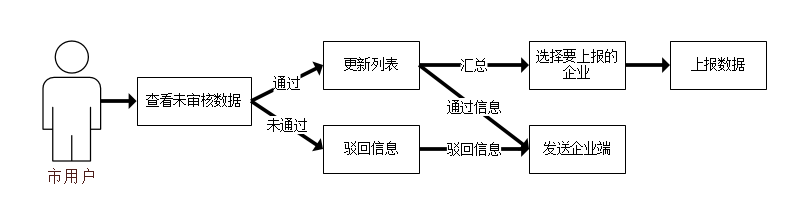 更新列表
汇总
选择要上报的
企业
上报数据
通过
查看未审核数据
通过信息
未通过
驳回信息
驳回信息
发送企业端
市用户